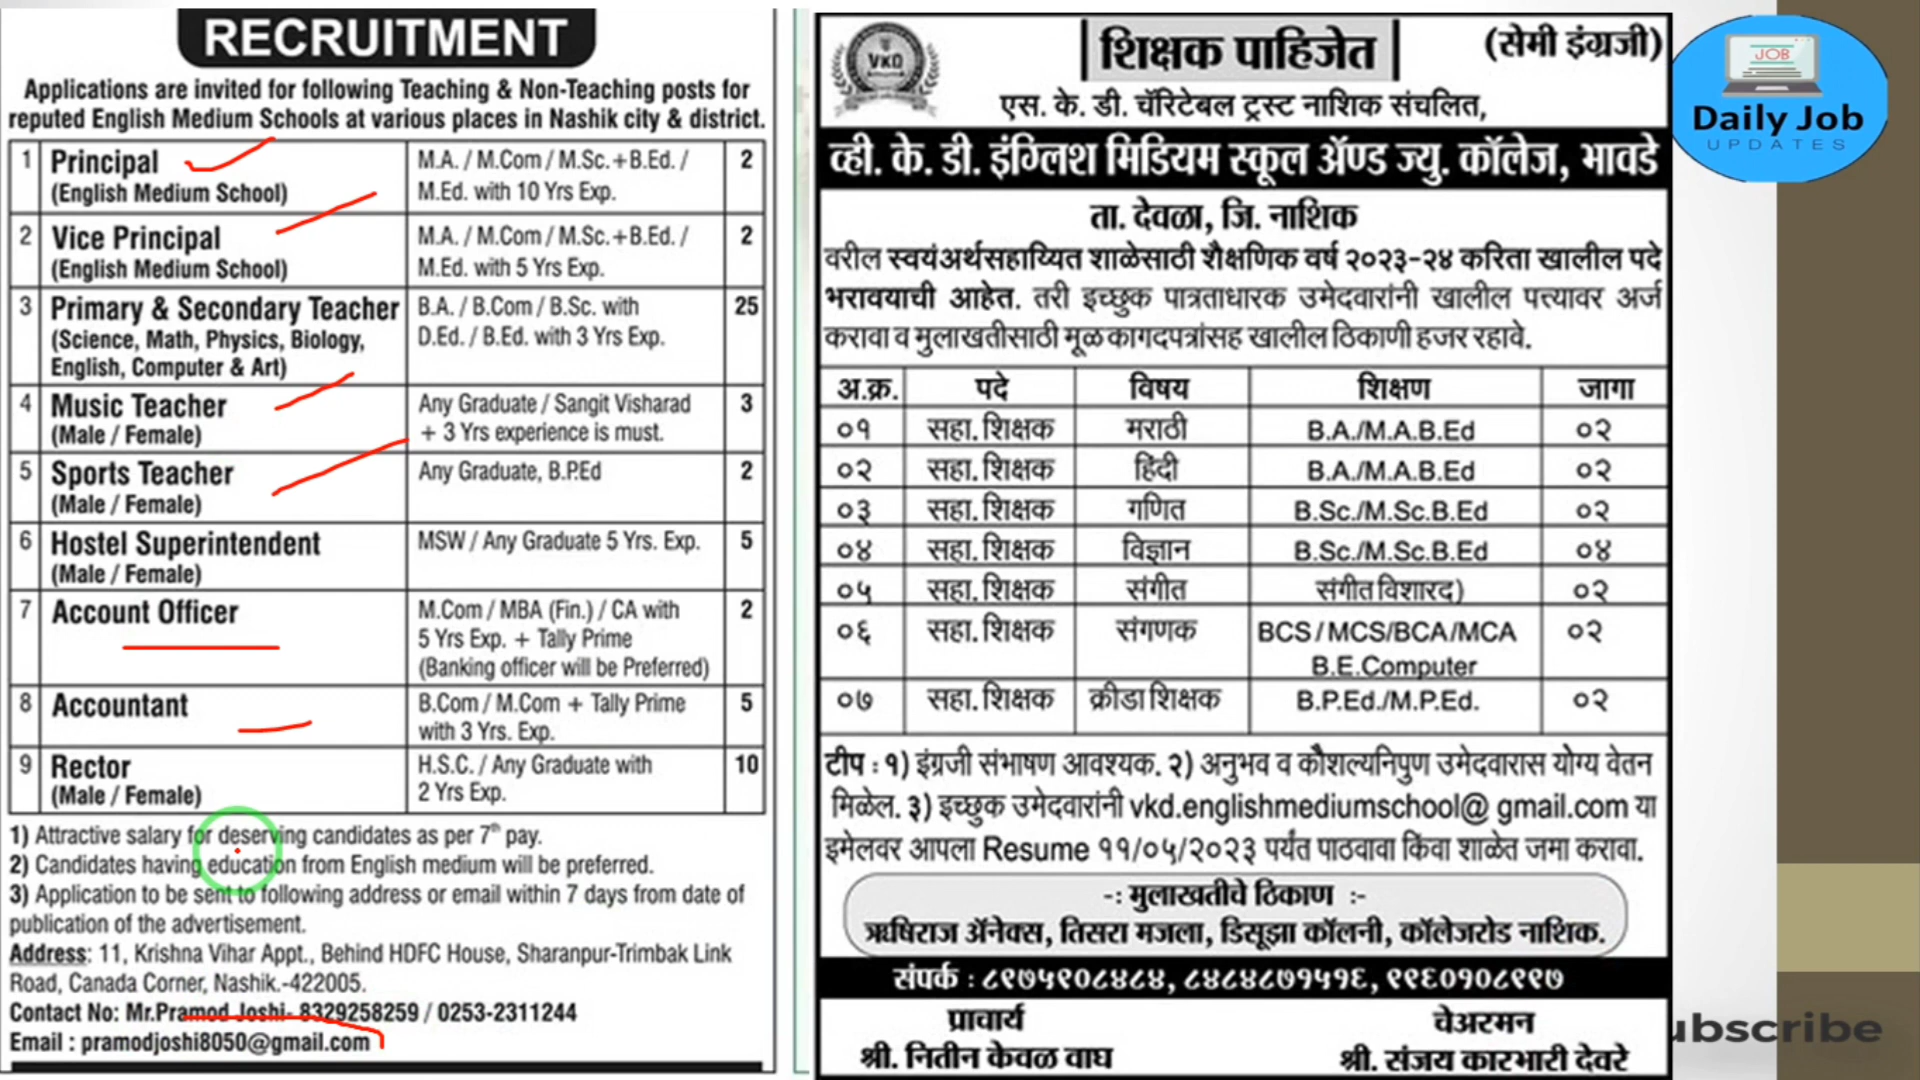 RECRUITMENT
Applications are invited for following Teaching & Non-Teaching posts for
reputed English Medium Schools at various places in Nashik city & district.
1 Principal M.A. / M.Com / M.Sc.+B.Ed. / 2
(English Medium School) M.Ed. with 10 Yrs Exp.
2 Vice Principal M.A. / M.Com / M.Sc.+B.Ed. / 2
(English Medium School) M.Ed. with 5 Yrs Exp.
3 Primary & Secondary Teacher B.A. / B.Com / B.Sc. with 25
(Science, Math, Physics, Biology, D.Ed. / B.Ed. with 3 Yrs Exp.
English, Computer & Art)
4 Music Teacher Any Graduate / Sangit Visharad 3
(Male / Female) + 3 Yrs experience is must.
5 Sports Teacher Any Graduate, B.P.Ed 2
(Male / Female)
6 Hostel Superintendent MSW / Any Graduate 5 Yrs. Exp. 5
(Male / Female)
7 Account Officer M.Com / MBA (Fin.) / CA with 2
5 Yrs Exp. + Tally Prime
(Banking officer will be Preferred)
8 Accountant B.Com / M.Com + Tally Prime 5
with 3 Yrs. Exp.
9 Rector H.S.C. / Any Graduate with 10
(Male / Female) 2 Yrs Exp.
1) Attractive salary for deserving candidates as per 7th pay.
2) Candidates having education from English medium will be preferred.
3) Application to be sent to following address or email within 7 days from date of
publication of the advertisement.
Address: 11, Krishna Vihar Appt., Behind HDFC House, Sharanpur-Trimbak Link
Road, Canada Corner, Nashik.-422005.
Contact No: Mr.Pramod Joshi- 8329258259 / 0253-2311244
Email : pramodjoshi8050@gmail.com
VKD
शिक्षक पाहिजेत (सेमी इंग्रजी)
एस. के. डी. चॅरिटेबल ट्रस्ट नाशिक संचलित,
व्ही. के. डी. इंग्लिश मिडियम स्कूल अॅण्ड ज्यु. कॉलेज, भावडे
ता. देवळा, जि. नाशिक
वरील स्वयंअर्थसहाय्यित शाळेसाठी शैक्षणिक वर्ष २०२३-२४ करिता खालील पदे
भरावयाची आहेत. तरी इच्छुक पात्रताधारक उमेदवारांनी खालील पत्त्यावर अर्ज
करावा व मुलाखतीसाठी मूळ कागदपत्रांसह खालील ठिकाणी हजर रहावे.
अ.क्र. पदे विषय शिक्षण जागा
०१ सहा. शिक्षक मराठी B.A./M.A.B.Ed ०२
०२ सहा. शिक्षक हिंदी B.A./M.A.B.Ed ०२
०३ सहा. शिक्षक गणित B.Sc./M.Sc.B.Ed ०२
०४ सहा. शिक्षक विज्ञान B.Sc./M.Sc.B.Ed ०४
०५ सहा. शिक्षक संगीत संगीत विशारद) ०२
०६ सहा. शिक्षक संगणक BCS/MCS/BCA/MCA ०२
B.E.Computer
०७ सहा. शिक्षक क्रीडा शिक्षक B.P.Ed./M.P.Ed. ०२
टीप : १) इंग्रजी संभाषण आवश्यक. २) अनुभव व कौशल्यनिपुण उमेदवारास योग्य वेतन
मिळेल. ३) इच्छुक उमेदवारांनी vkd.englishmediumschool@ gmail.com या
इमेलवर आपला Resume ११/०५/२०२३ पर्यंत पाठवावा किंवा शाळेत जमा करावा.
-: मुलाखतीचे ठिकाण :-
ऋषिराज ॲनेक्स, तिसरा मजला, डिसूझा कॉलनी, कॉलेजरोड नाशिक.
संपर्क : ८९७५९०८४८४, ८४८४८७१५१६, ९९६०१०८९९७
प्राचार्य चेअरमन
श्री. नितीन केवळ वाघ श्री. संजय कारभारी देवरे
JOB
Daily Job
UPDATES
ubscribe